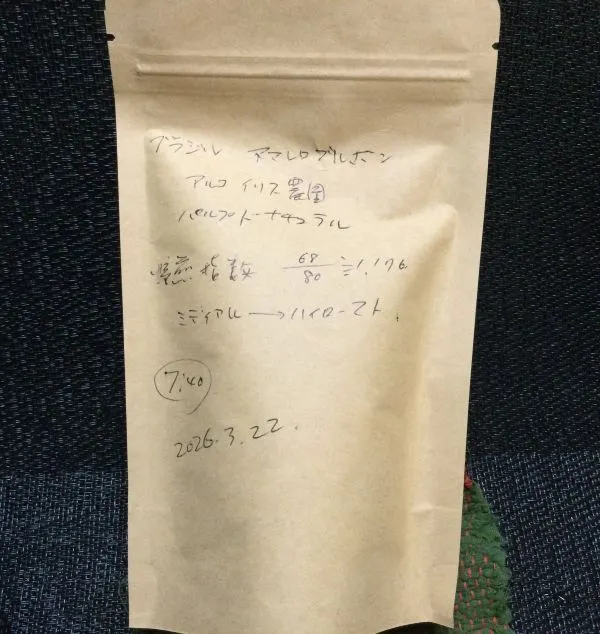 ブラジル アマレロブルボン
アルコ イリス農園
パルプトナチュラル
焙煎指数 68/80≒1.176
ミディアル→ハイロースト.
7:40
2026.3.22.